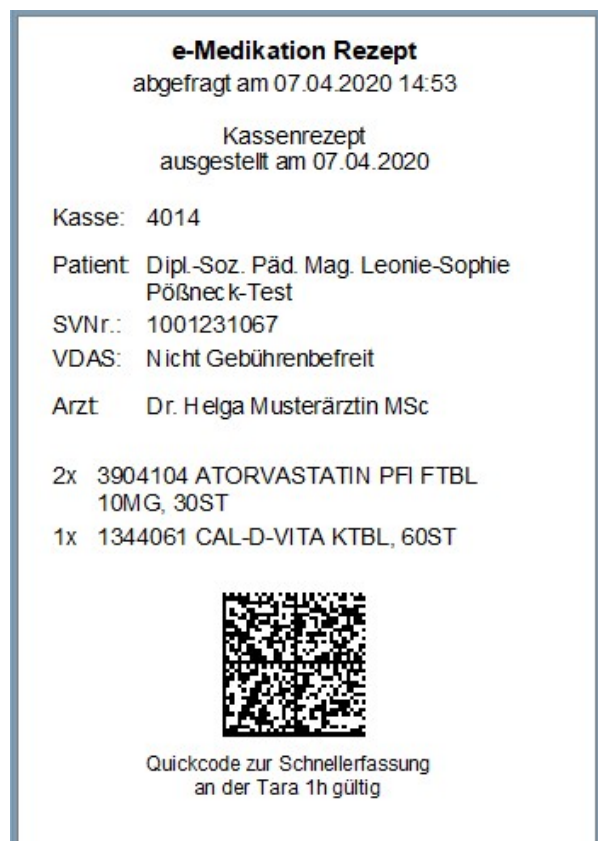 e-Medikation Rezept
abgefragt am 07.04.2020 14:53
Kassenrezept
ausgestellt am 07.04.2020
Kasse: 4014
Patient: Dipl.-Soz. Päd. Mag. Leonie-Sophie
Pößneck-Test
SVNr.: 1001231067
VDAS: Nicht Gebührenbefreit
Arzt: Dr. Helga Musterärztin MSc
2x 3904104 ATORVASTATIN PFI FTBL
10MG, 30ST
1x 1344061 CAL-D-VITA KTBL, 60ST
Quickcode zur Schnellerfassung
an der Tara 1h gültig